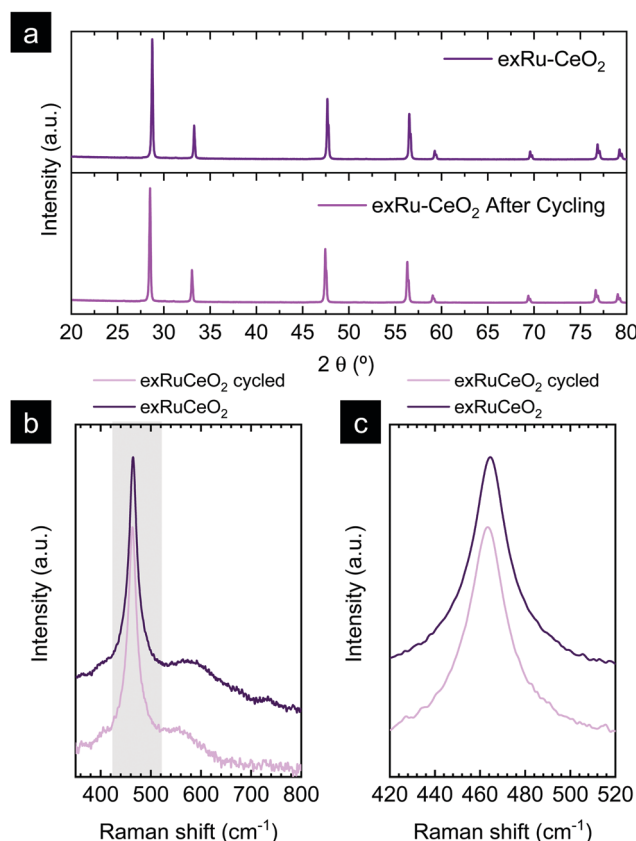 a
exRu-CeO₂
exRu-CeO₂ After Cycling
Intensity (a.u.)
20 25 30 35 40 45 50 55 60 65 70 75 80
2 θ (º)
exRuCeO₂ cycled
exRuCeO₂
exRuCeO₂ cycled
exRuCeO₂
b
c
Intensity (a.u.)
Intensity (a.u.)
400 500 600 700 800
420 440 460 480 500 520
Raman shift (cm⁻¹)
Raman shift (cm⁻¹)